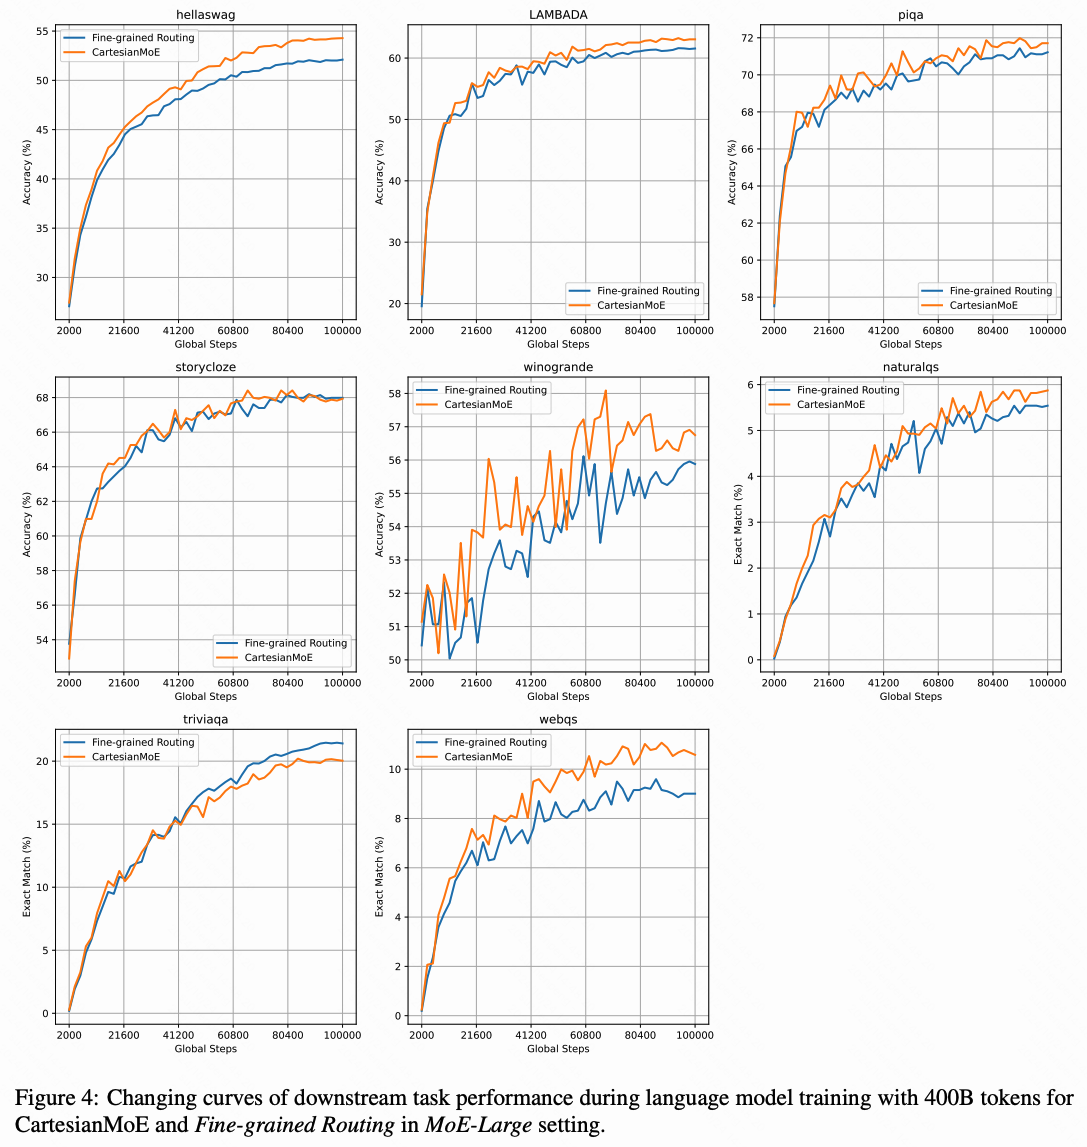 hellaswag
Fine-grained Routing
CartesianMoE
Accuracy (%)
55
50
45
40
35
30
2000 21600 41200 60800 80400 100000
Global Steps
LAMBADA
Accuracy (%)
60
50
40
30
20
Fine-grained Routing
CartesianMoE
2000 21600 41200 60800 80400 100000
Global Steps
piqa
Accuracy (%)
72
70
68
66
64
62
60
58
Fine-grained Routing
CartesianMoE
2000 21600 41200 60800 80400 100000
Global Steps
storycloze
Accuracy (%)
68
66
64
62
60
58
56
54
Fine-grained Routing
CartesianMoE
2000 21600 41200 60800 80400 100000
Global Steps
winogrande
Fine-grained Routing
CartesianMoE
Accuracy (%)
58
57
56
55
54
53
52
51
50
2000 21600 41200 60800 80400 100000
Global Steps
naturalqs
Fine-grained Routing
CartesianMoE
Exact Match (%)
6
5
4
3
2
1
0
2000 21600 41200 60800 80400 100000
Global Steps
triviaqa
Fine-grained Routing
CartesianMoE
Exact Match (%)
20
15
10
5
0
2000 21600 41200 60800 80400 100000
Global Steps
webqs
Fine-grained Routing
CartesianMoE
Exact Match (%)
10
8
6
4
2
0
2000 21600 41200 60800 80400 100000
Global Steps
Figure 4: Changing curves of downstream task performance during language model training with 400B tokens for
CartesianMoE and Fine-grained Routing in MoE-Large setting.